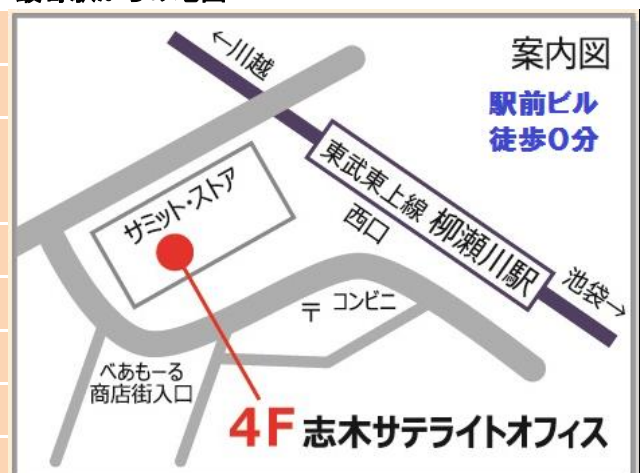 案内図
駅前ビル
徒歩0分
←川越
東武東上線 柳瀬川駅
西口
池袋→
サミット・ストア
〒 コンビニ
べあもーる
商店街入口
4F 志木サテライトオフィス